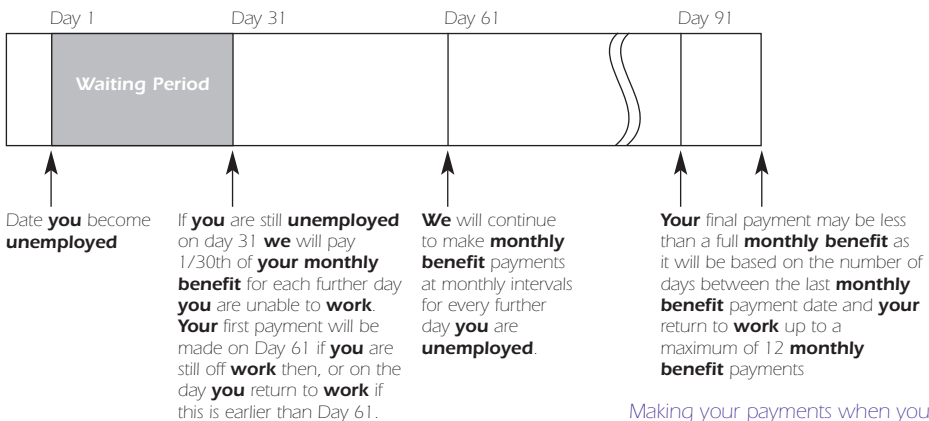 Day 1
Day 31
Day 61
Day 91
Waiting Period
Date you become
unemployed
If you are still unemployed
on day 31 we will pay
1/30th of your monthly
benefit for each further day
you are unable to work.
Your first payment will be
made on Day 61 if you are
still off work then, or on the
day you return to work if
this is earlier than Day 61.
We will continue
to make monthly
benefit payments
at monthly intervals
for every further
day you are
unemployed.
Your final payment may be less
than a full monthly benefit as
it will be based on the number of
days between the last monthly
benefit payment date and your
return to work up to a
maximum of 12 monthly
benefit payments
Making your payments when you